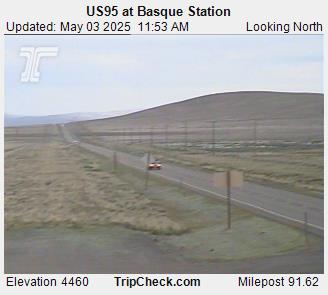 US95 at Basque Station
Updated: May 03 2025 11:53 AM Looking North
Elevation 4460 TripCheck.com Milepost 91.62